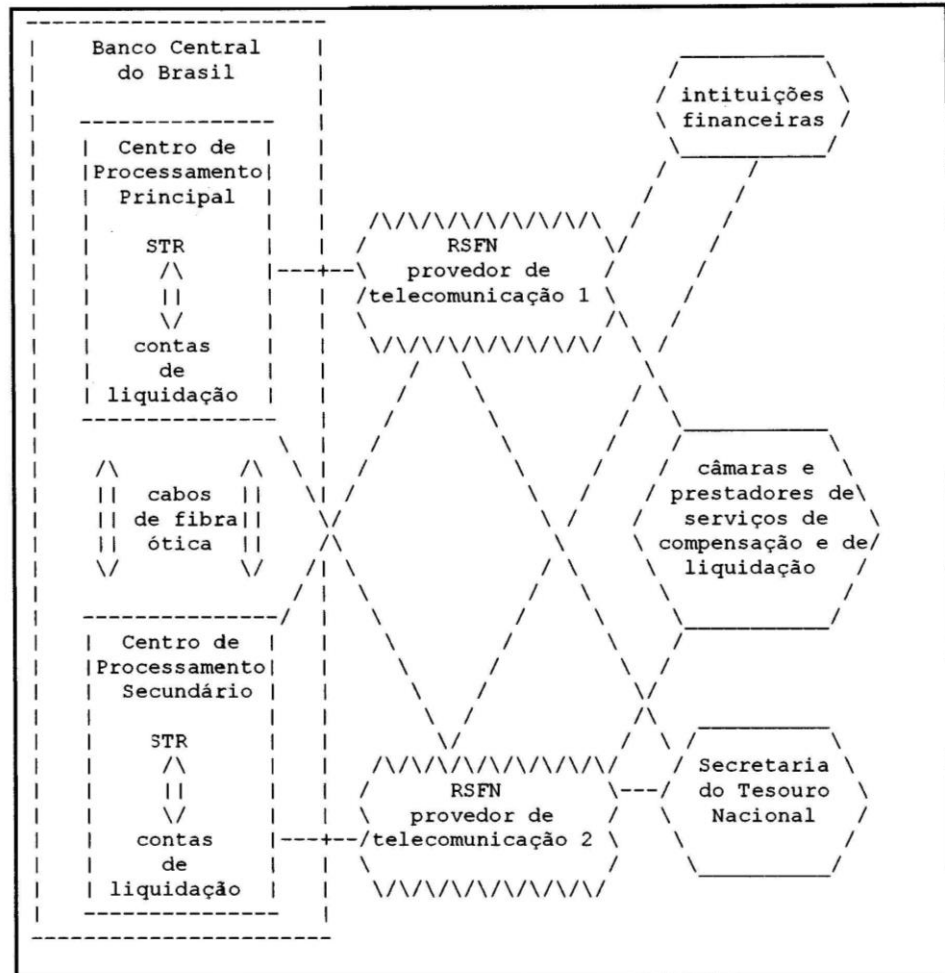 Banco Central
do Brasil
Centro de
Processamento
Principal
STR
contas
de
liquidação
cabos
de fibra
ótica
Centro de
Processamento
Secundário
STR
contas
de
liquidação
RSFN
provedor de
telecomunicação 1
RSFN
provedor de
telecomunicação 2
intituições
financeiras
câmaras e
prestadores de
serviços de
compensação e de
liquidação
Secretaria
do Tesouro
Nacional